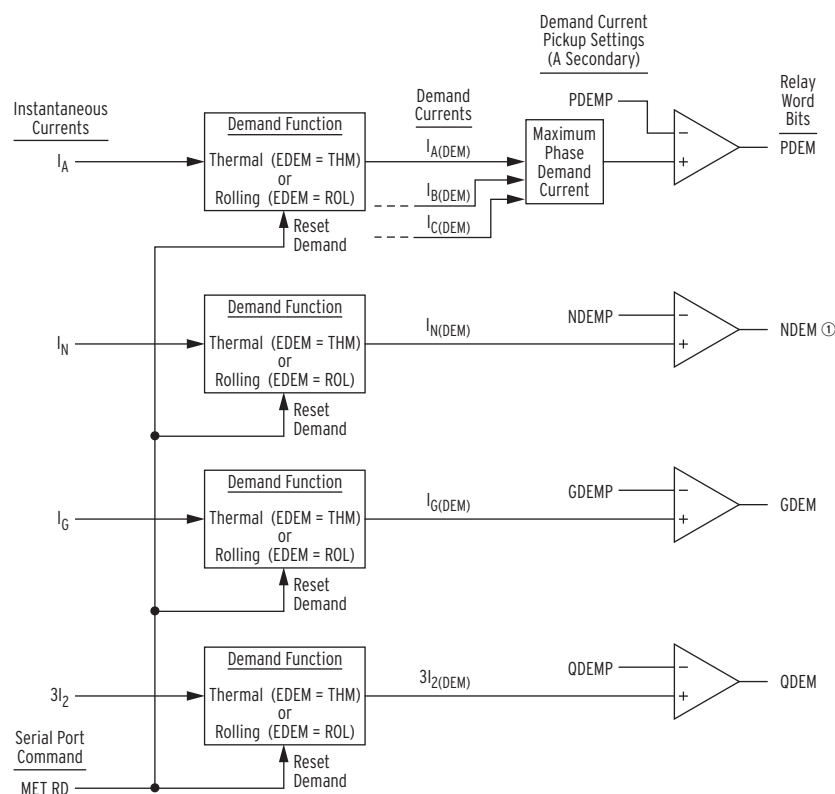 Demand Current
Pickup Settings
(A Secondary)
Relay
Word
Bits
Instantaneous
Currents
Demand
Currents
PDEMP
Demand Function
Thermal (EDEM = THM)
or
Rolling (EDEM = ROL)
Reset
Demand
I_A
I_A(DEM)
I_B(DEM)
I_C(DEM)
Maximum
Phase
Demand
Current
−
+
PDEM
I_N
Demand Function
Thermal (EDEM = THM)
or
Rolling (EDEM = ROL)
Reset
Demand
I_N(DEM)
NDEMP
−
+
NDEM ①
I_G
Demand Function
Thermal (EDEM = THM)
or
Rolling (EDEM = ROL)
Reset
Demand
I_G(DEM)
GDEMP
−
+
GDEM
3I_2
Demand Function
Thermal (EDEM = THM)
or
Rolling (EDEM = ROL)
Reset
Demand
3I_2(DEM)
QDEMP
−
+
QDEM
Serial Port
Command
MET RD